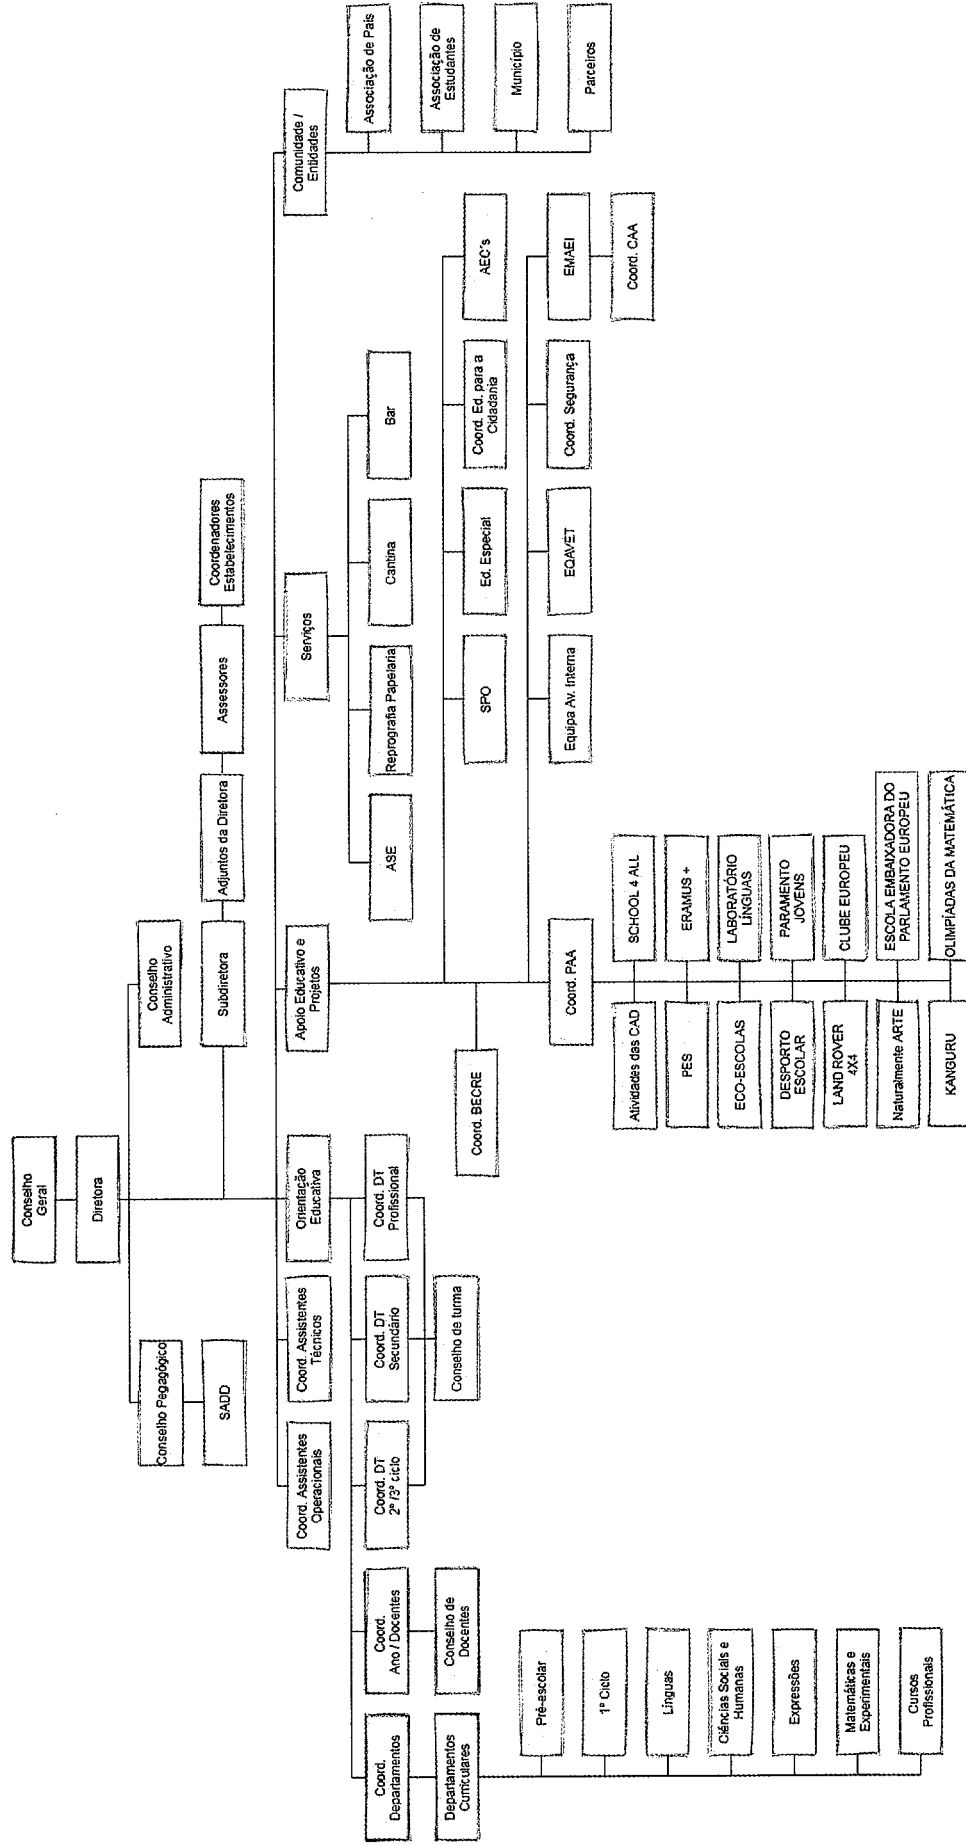 Conselho
Geral
Diretora
Conselho Pegagógico
Conselho
Administrativo
SADD
Subdiretora
Adjuntos da Diretora
Assessores
Coordenadores
Estabelecimentos
Coord. Assistentes
Operacionais
Coord. Assistentes
Técnicos
Orientação
Educativa
Apoio Educativo e
Projetos
Serviços
Comunidade /
Entidades
Coord.
Departamentos
Coord.
Ano / Docentes
Coord. DT
2º /3º ciclo
Coord. DT
Secundário
Coord. DT
Profissional
Departamentos
Curriculares
Conselho de
Docentes
Conselho de turma
Pré-escolar
1º Ciclo
Línguas
Ciências Sociais e
Humanas
Expressões
Matemáticas e
Experimentais
Cursos
Profissionais
ASE
Reprografia Papelaria
Cantina
Bar
Associação de Pais
Associação de
Estudantes
Município
Parceiros
SPO
Ed. Especial
Coord. Ed. para a
Cidadania
AEC´s
Coord. BECRE
Equipa Av. Interna
EQAVET
Coord. Segurança
EMAEI
Coord. CAA
Coord. PAA
Atividades das CAD
SCHOOL 4 ALL
PES
ERAMUS +
ECO-ESCOLAS
LABORATÓRIO
LÍNGUAS
DESPORTO
ESCOLAR
PARAMENTO
JOVENS
LAND ROVER
4X4
CLUBE EUROPEU
Naturalmente ARTE
ESCOLA EMBAIXADORA DO
PARLAMENTO EUROPEU
KANGURU
OLIMPÍADAS DA MATEMÁTICA